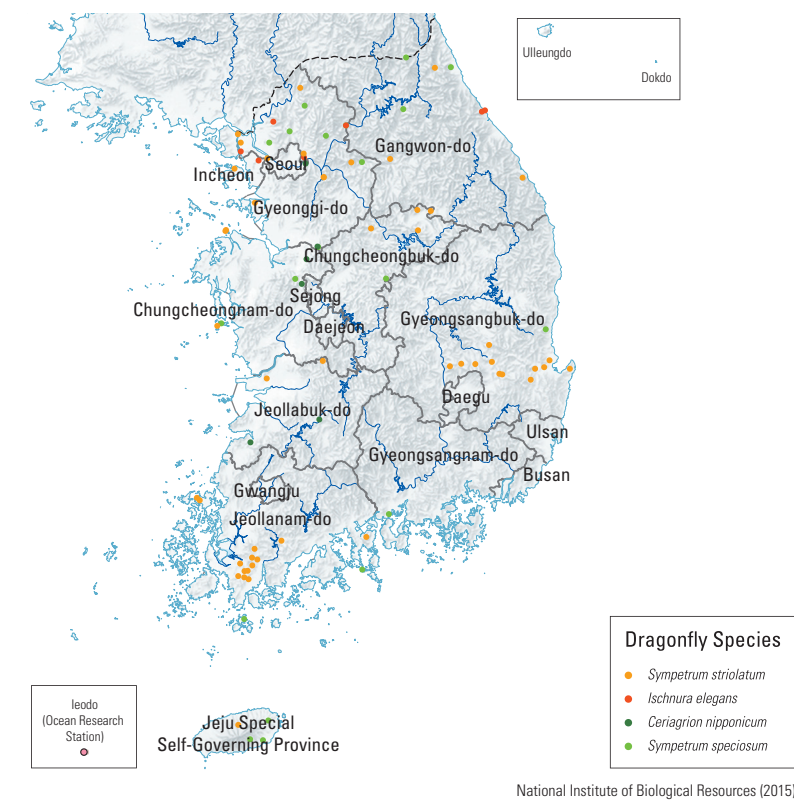 Ulleungdo
Dokdo
Gangwon-do
Seoul
Incheon
Gyeonggi-do
Chungcheongbuk-do
Sejong
Chungcheongnam-do
Daejeon
Gyeongsangbuk-do
Daegu
Jeollabuk-do
Ulsan
Gyeongsangnam-do
Busan
Gwangju
Jeollanam-do
Dragonfly Species
Sympetrum striolatum
Ischnura elegans
Ceriagrion nipponicum
Sympetrum speciosum
Ieodo
(Ocean Research
Station)
Jeju Special
Self-Governing Province
National Institute of Biological Resources (2015)